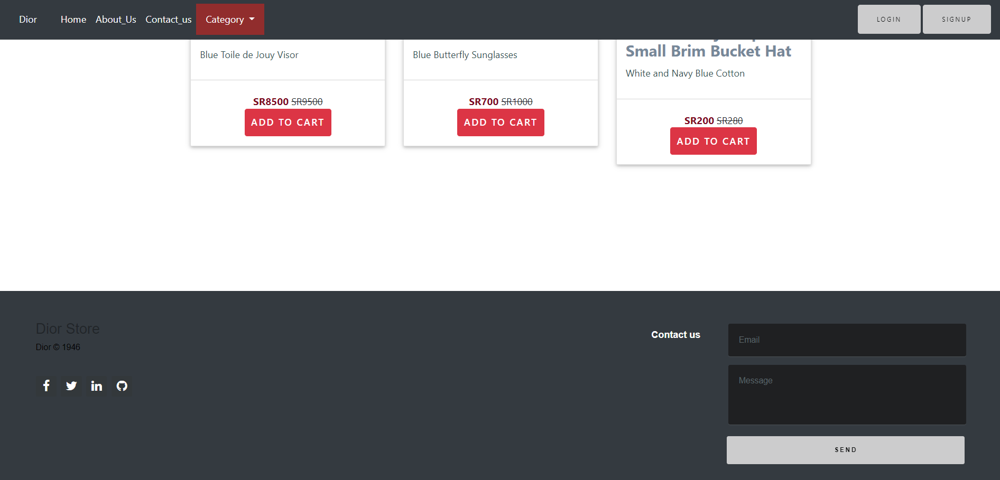 Dior Home About_Us Contact_us Category LOGIN SIGNUP
Blue Toile de Jouy Visor
SR8500 SR9500
ADD TO CART
Blue Butterfly Sunglasses
SR700 SR1000
ADD TO CART
Small Brim Bucket Hat
White and Navy Blue Cotton
SR200 SR280
ADD TO CART
Dior Store
Dior © 1946
Contact us
Email
Message
SEND